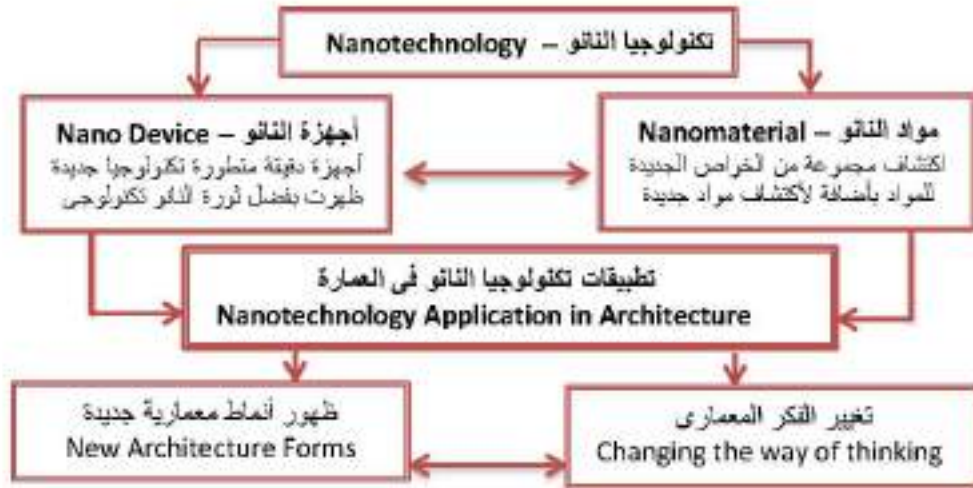 تكنولوجيا النانو – Nanotechnology
مواد النانو – Nanomaterial
اكتشاف مجموعة من الخواص الجديدة
للمواد بأضافة لأكتشاف مواد جديدة
أجهزة النانو – Nano Device
أجهزة دقيقة متطورة تكنولوجيا جديدة
ظهرت بفضل ثورة النانو تكنولوجى
تطبيقات تكنولوجيا النانو فى العمارة
Nanotechnology Application in Architecture
تغيير الفكر المعمارى
Changing the way of thinking
ظهور أنماط معمارية جديدة
New Architecture Forms